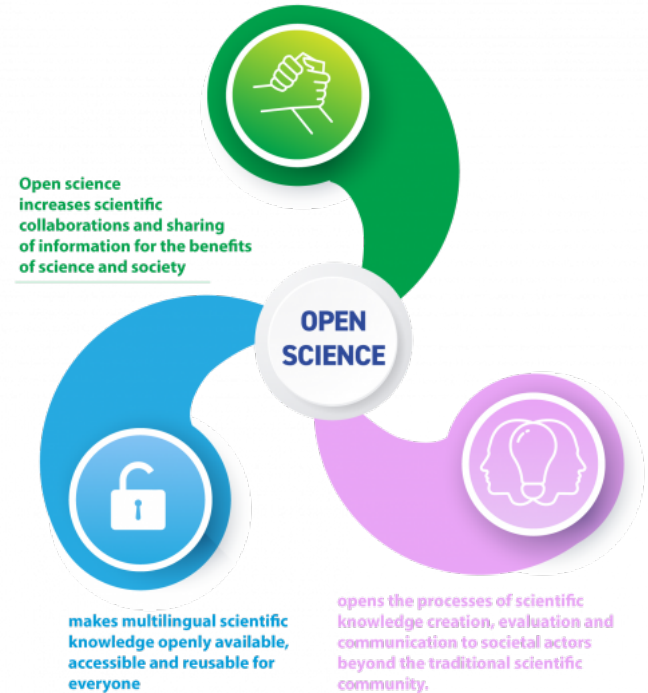 Open science
increases scientific
collaborations and sharing
of information for the benefits
of science and society
OPEN
SCIENCE
makes multilingual scientific
knowledge openly available,
accessible and reusable for
everyone
opens the processes of scientific
knowledge creation, evaluation and
communication to societal actors
beyond the traditional scientific
community.